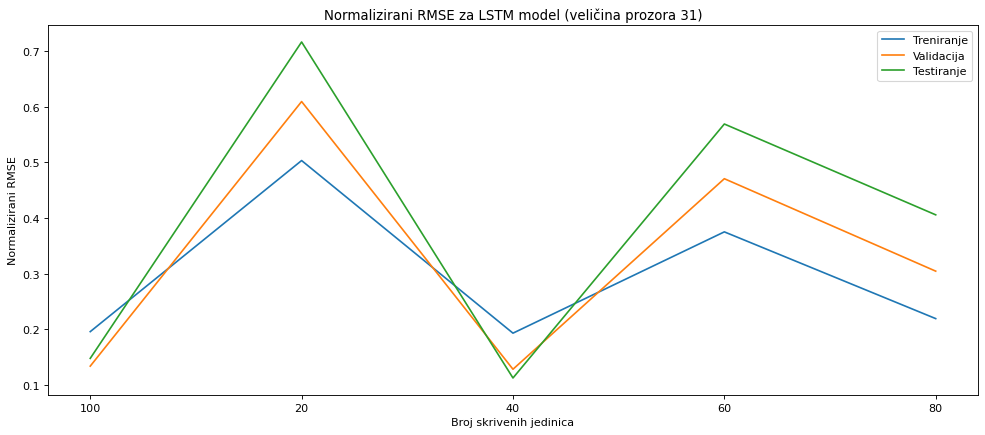 Normalizirani RMSE za LSTM model (veličina prozora 31)
Treniranje
Validacija
Testiranje
Normalizirani RMSE
0.7
0.6
0.5
0.4
0.3
0.2
0.1
100 20 40 60 80
Broj skrivenih jedinica